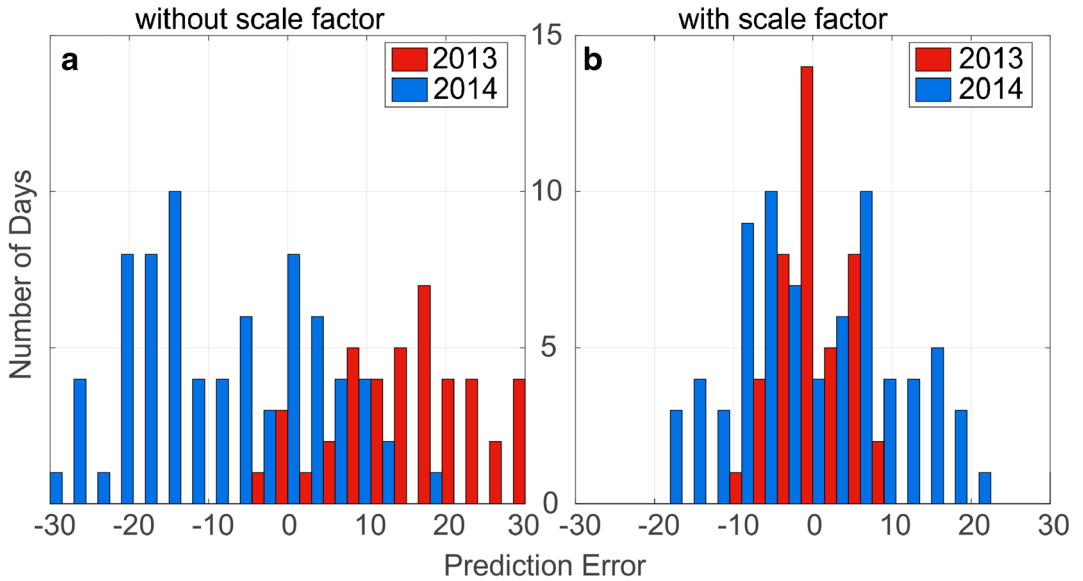 without scale factor
with scale factor
a
2013
2014
b
2013
2014
Number of Days
15
10
5
0
-30 -20 -10 0 10 20 30
-30 -20 -10 0 10 20 30
Prediction Error